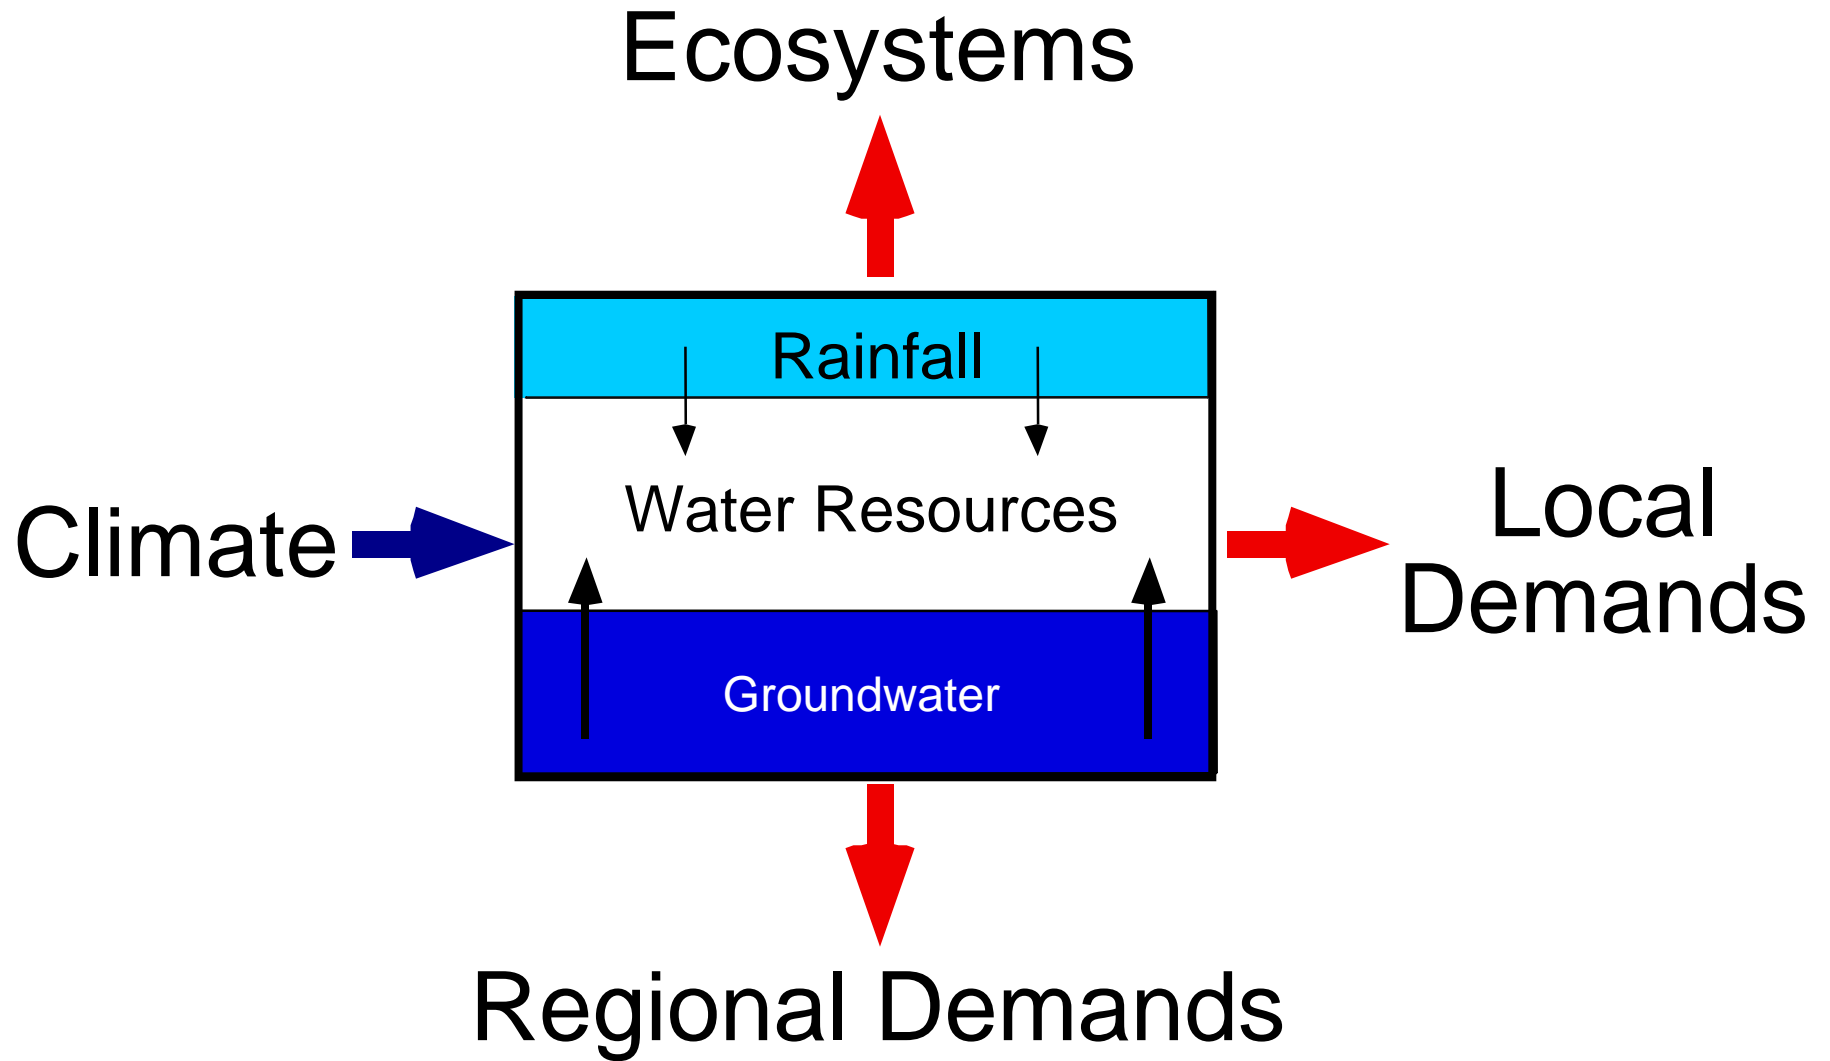 Ecosystems
Rainfall
Water Resources
Climate
Local
Demands
Groundwater
Regional Demands